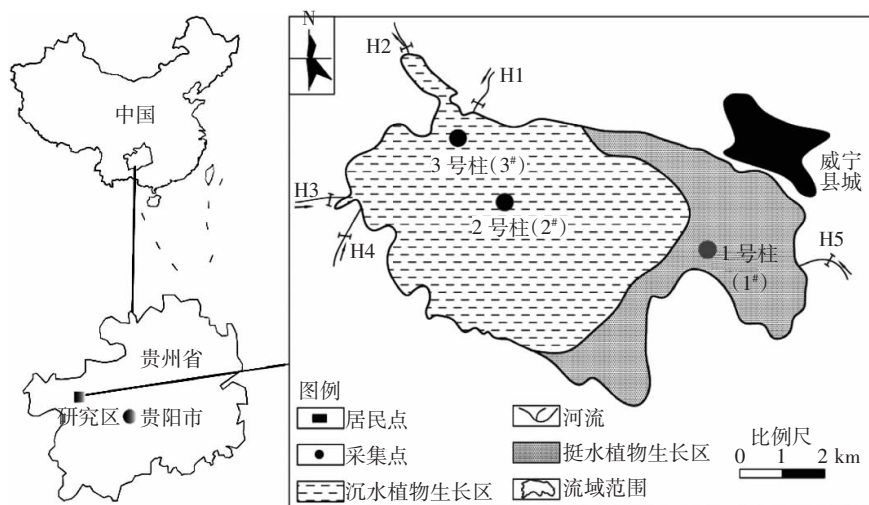 中国
贵州省
研究区
贵阳市
N
H2
H1
3 号柱(3#)
H3
2 号柱(2#)
H4
威宁
县城
1 号柱
(1#)
H5
图例
居民点
河流
采集点
挺水植物生长区
沉水植物生长区
流域范围
比例尺
0 1 2 km